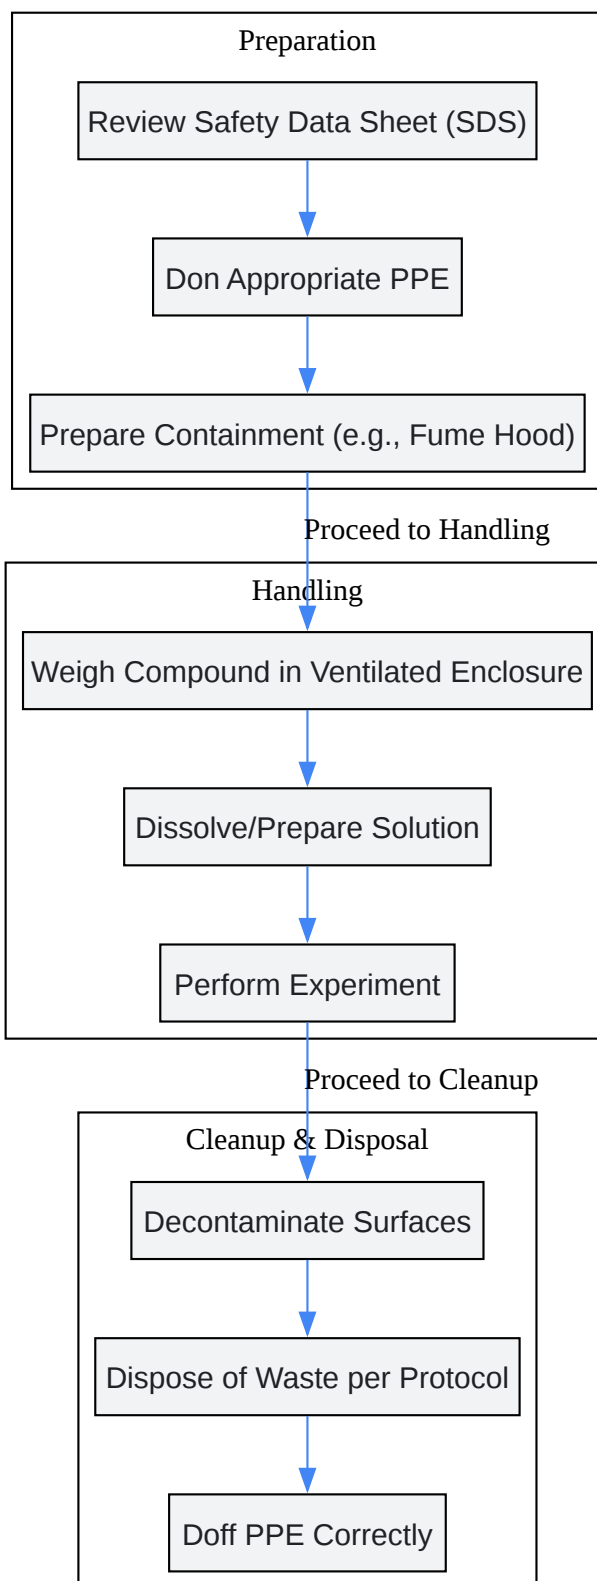 Preparation
Review Safety Data Sheet (SDS)
Don Appropriate PPE
Prepare Containment (e.g., Fume Hood)
Proceed to Handling
Handling
Weigh Compound in Ventilated Enclosure
Dissolve/Prepare Solution
Perform Experiment
Proceed to Cleanup
Cleanup & Disposal
Decontaminate Surfaces
Dispose of Waste per Protocol
Doff PPE Correctly